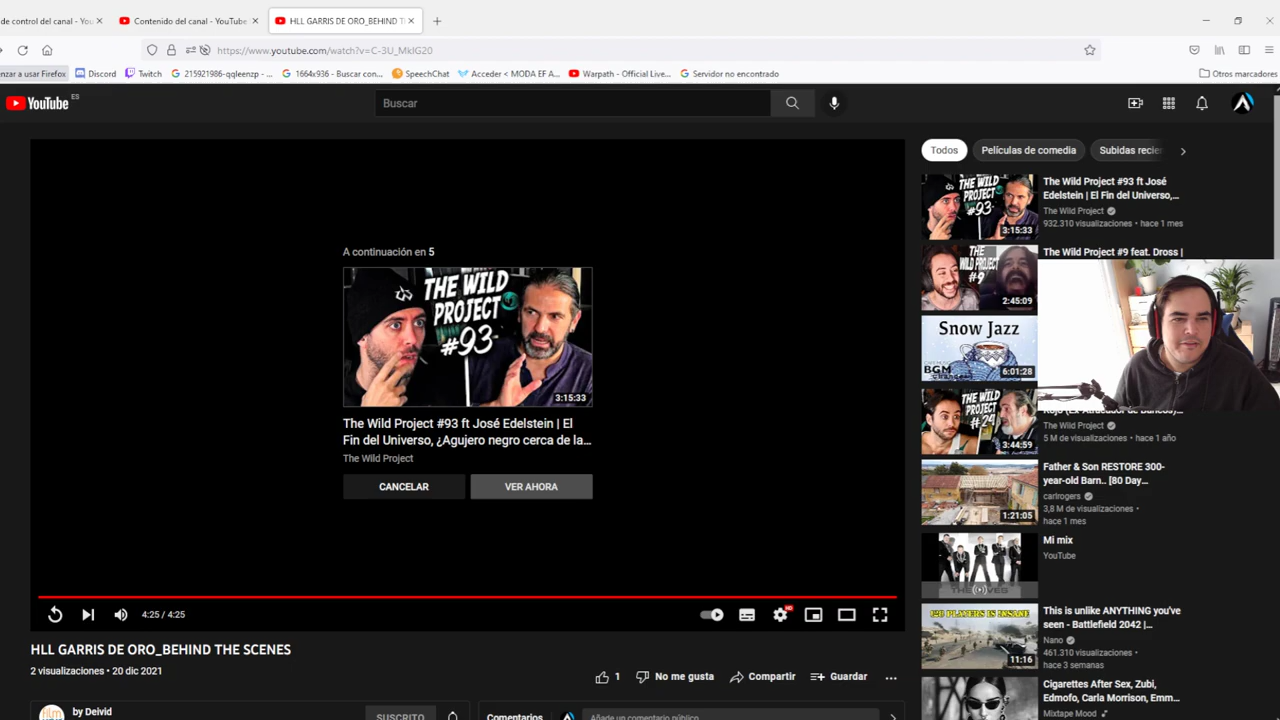 de control del canal - You
Contenido del canal - YouTube
HLL GARRIS DE ORO_BEHIND T
https://www.youtube.com/watch?v=C-3U_MkIG20
nzar a usar Firefox
Discord
Twitch
215921986-qqleenzp - ...
1664x936 - Buscar con...
SpeechChat
Acceder < MODA EF A...
Warpath - Official Live...
Servidor no encontrado
Otros marcadores
YouTube ES
Buscar
Todos
Películas de comedia
Subidas recie
A continuación en 5
THE WILD
PROJECT
#93
3:15:33
The Wild Project #93 ft José Edelstein | El
Fin del Universo, ¿Agujero negro cerca de la...
The Wild Project
CANCELAR
VER AHORA
4:25 / 4:25
HD
HLL GARRIS DE ORO_BEHIND THE SCENES
2 visualizaciones • 20 dic 2021
1
No me gusta
Compartir
Guardar
by Deivid
SUSCRITO
Comentarios
Añade un comentario público...
THE WILD
PROJECT
#93
3:15:33
The Wild Project #93 ft José
Edelstein | El Fin del Universo,...
The Wild Project
932.310 visualizaciones • hace 1 mes
THE
WILD
#9
2:45:09
The Wild Project #9 feat. Dross |
Snow Jazz
BGM
channel
6:01:28
#24
3:44:59
The Wild Project
5 M de visualizaciones • hace 1 año
1:21:05
Father & Son RESTORE 300-
year-old Barn.. [80 Day...
carlrogers
3,8 M de visualizaciones •
hace 1 mes
Mi mix
YouTube
128 PLAYERS IS INSANE
11:16
This is unlike ANYTHING you've
seen - Battlefield 2042 |...
Nano
461.310 visualizaciones •
hace 3 semanas
Cigarettes After Sex, Zubi,
Edmofo, Carla Morrison, Emm...
Mixtape Mood